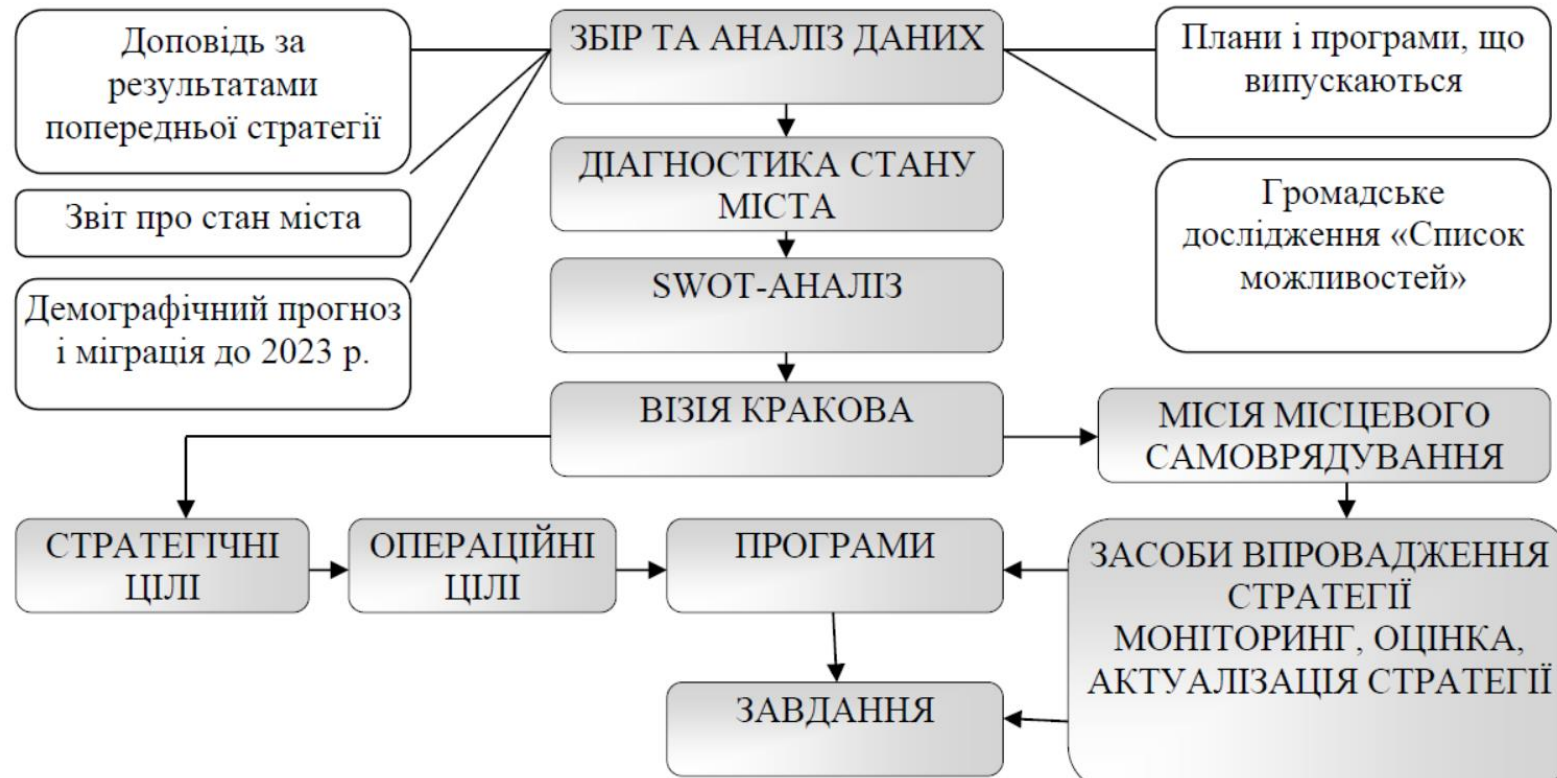 Доповідь за
результатами
попередньої стратегії
ЗБІР ТА АНАЛІЗ ДАНИХ
Плани і програми, що
випускаються
Звіт про стан міста
ДІАГНОСТИКА СТАНУ
МІСТА
Громадське
дослідження «Список
можливостей»
Демографічний прогноз
і міграція до 2023 р.
SWOT-АНАЛІЗ
ВІЗІЯ КРАКОВА
МІСІЯ МІСЦЕВОГО
САМОВРЯДУВАННЯ
СТРАТЕГІЧНІ
ЦІЛІ
ОПЕРАЦІЙНІ
ЦІЛІ
ПРОГРАМИ
ЗАСОБИ ВПРОВАДЖЕННЯ
СТРАТЕГІЇ
МОНІТОРИНГ, ОЦІНКА,
АКТУАЛІЗАЦІЯ СТРАТЕГІЇ
ЗАВДАННЯ